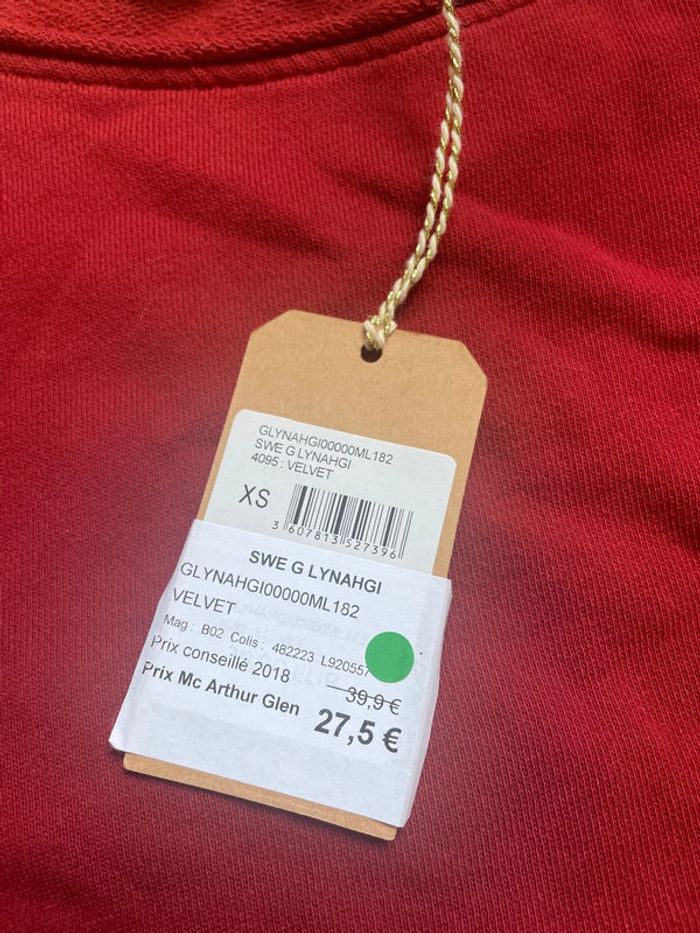 GLYNAHGI00000ML182
SWE G LYNAHGI
4095 : VELVET
XS
3 607813 527396
SWE G LYNAHGI
GLYNAHGI00000ML182
VELVET
Mag : B02 Colis : 482223 L920557
Prix conseillé 2018 39,9 €
Prix Mc Arthur Glen 27,5 €